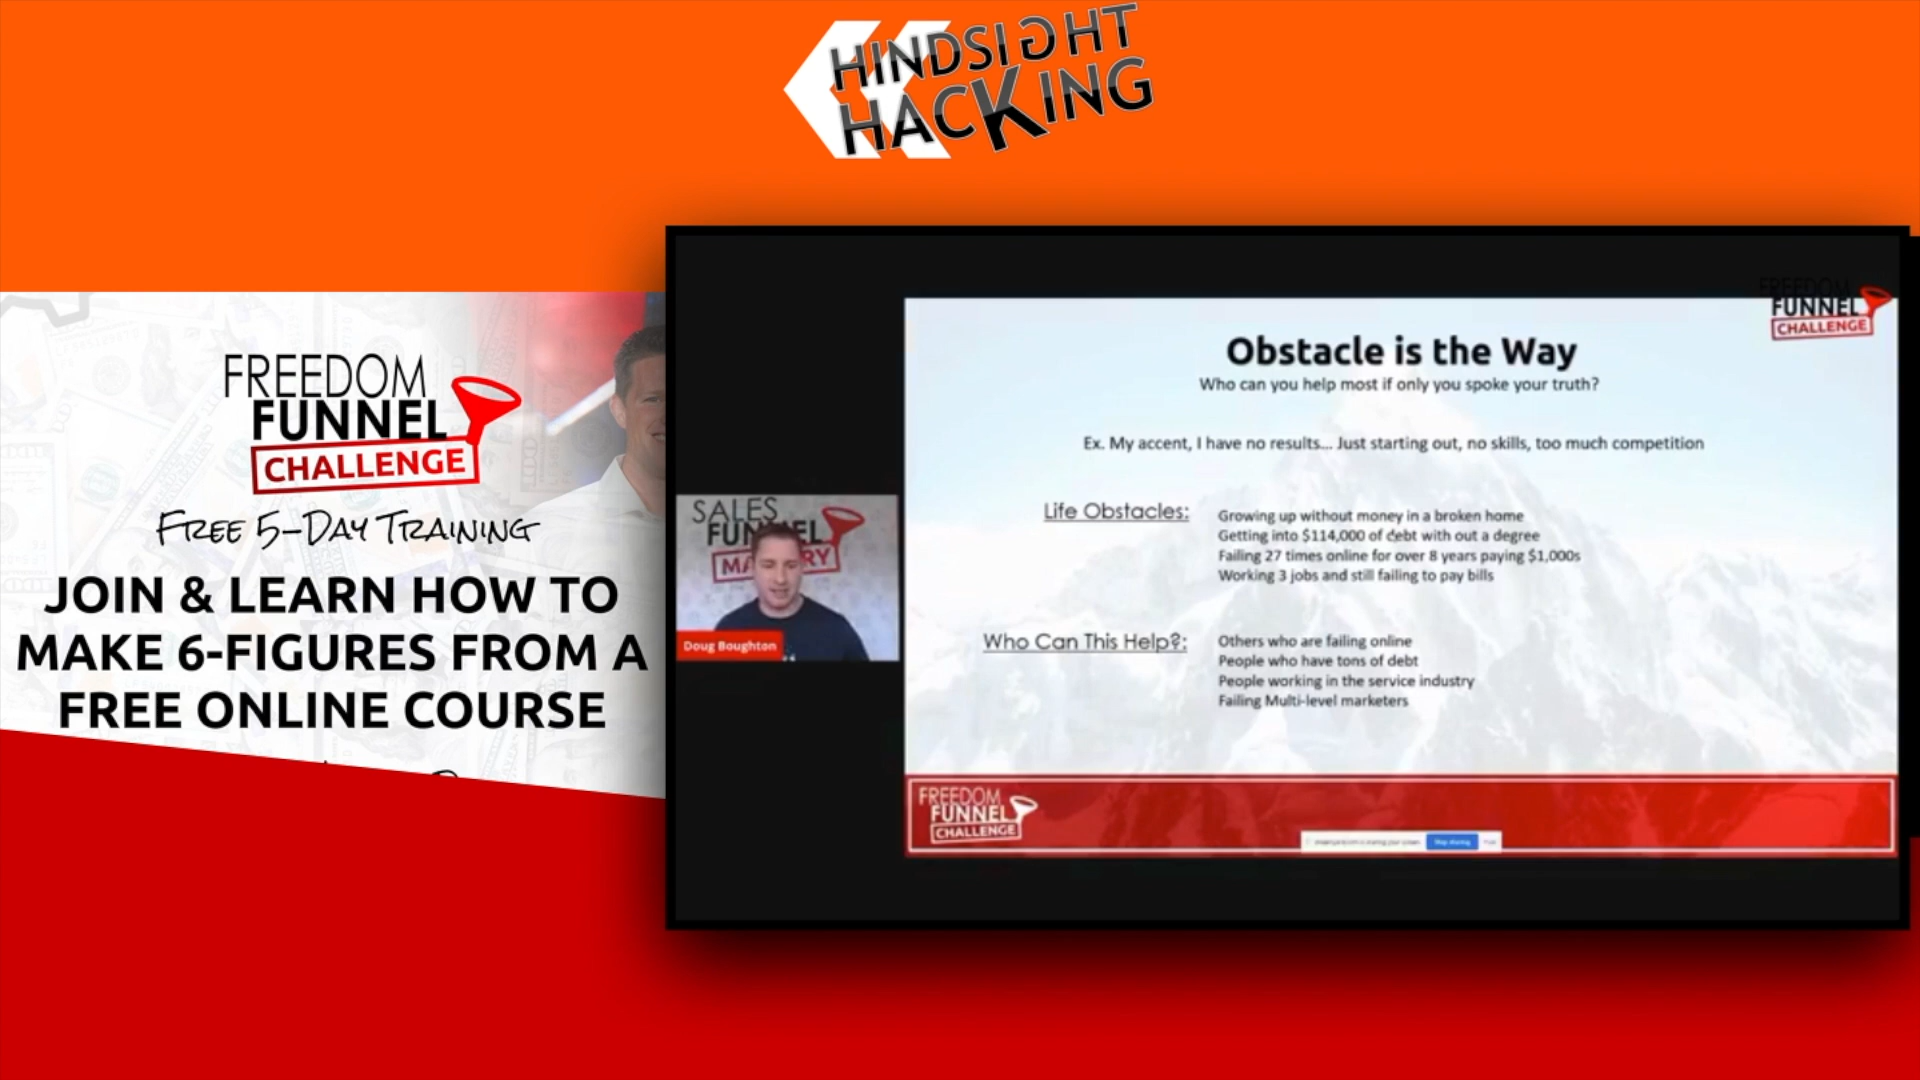 HINDSIGHT
HACKING
FREEDOM
FUNNEL
CHALLENGE
FREE 5-DAY TRAINING
JOIN & LEARN HOW TO
MAKE 6-FIGURES FROM A
FREE ONLINE COURSE
SALES
FUNNEL
MASTERY
Doug Boughton
FREEDOM
FUNNEL
CHALLENGE
Obstacle is the Way
Who can you help most if only you spoke your truth?
Ex. My accent, I have no results... Just starting out, no skills, too much competition
Life Obstacles:
Growing up without money in a broken home
Getting into $114,000 of debt with out a degree
Failing 27 times online for over 8 years paying $1,000s
Working 3 jobs and still failing to pay bills
Who Can This Help?:
Others who are failing online
People who have tons of debt
People working in the service industry
Failing Multi-level marketers
FREEDOM
FUNNEL
CHALLENGE
Stop sharing